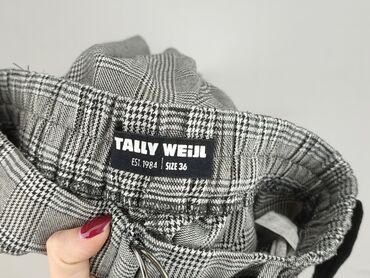 TALLY WEiJL
EST. 1984 | SIZE 36